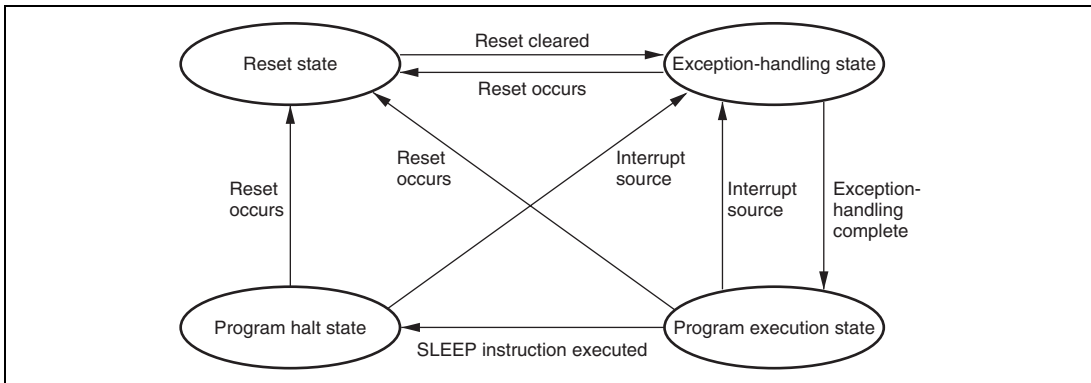 Reset cleared
Reset state
Exception-handling state
Reset occurs
Reset
occurs
Interrupt
source
Reset
occurs
Interrupt
source
Exception-
handling
complete
Program halt state
Program execution state
SLEEP instruction executed